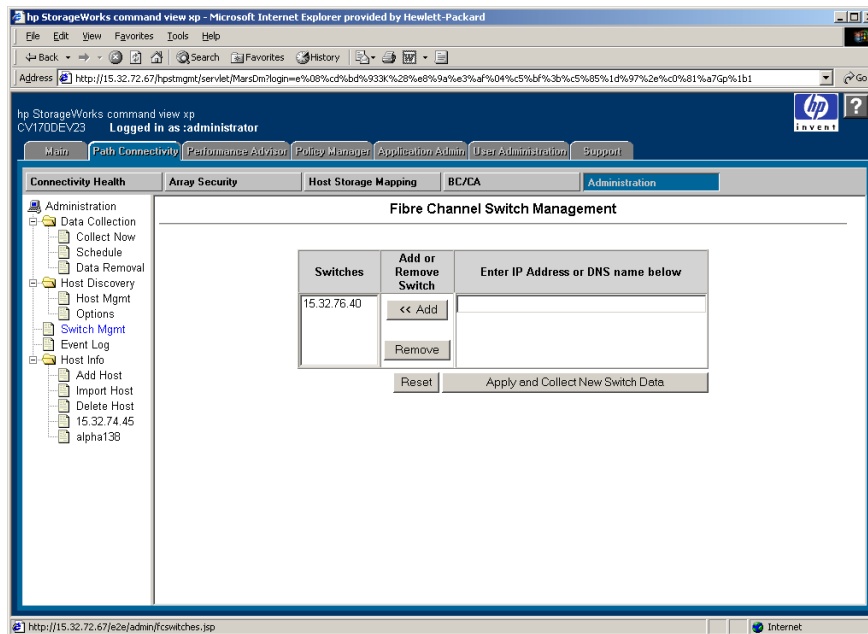 hp StorageWorks command view xp - Microsoft Internet Explorer provided by Hewlett-Packard
File Edit View Favorites Tools Help
Back Search Favorites History
Address http://15.32.72.67/hpstmgmt/servlet/MarsDm?login=e%08%cd%bd%933K%28%e8%9a%e3%af%04%c5%bf%3b%c5%85%1d%97%2e%c0%81%a7Gp%1b1 Go
hp StorageWorks command view xp
CV170DEV23 Logged in as :administrator
hp
invent
?
Main Path Connectivity Performance Advisor Policy Manager Application Admin User Administration Support
Connectivity Health Array Security Host Storage Mapping BC/CA Administration
Administration
Data Collection
Collect Now
Schedule
Data Removal
Host Discovery
Host Mgmt
Options
Switch Mgmt
Event Log
Host Info
Add Host
Import Host
Delete Host
15.32.74.45
alpha138
Fibre Channel Switch Management
Switches
Add or
Remove
Switch
Enter IP Address or DNS name below
15.32.76.40
<< Add
Remove
Reset
Apply and Collect New Switch Data
http://15.32.72.67/e2e/admin/fcswitches.jsp
Internet